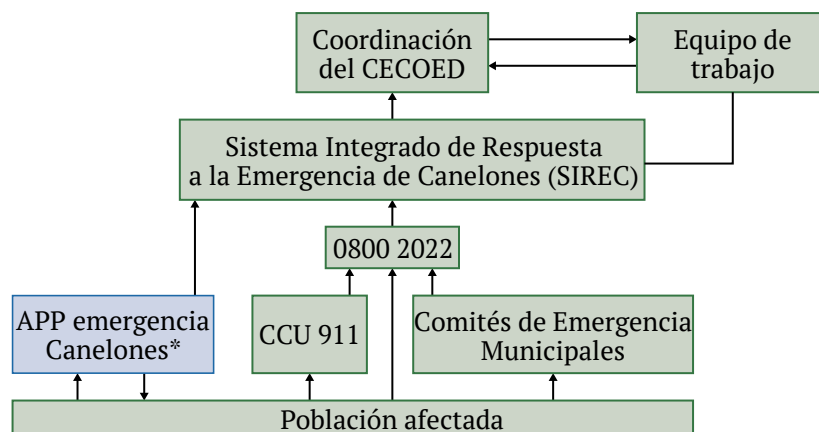 Coordinación
del CECOED
Equipo de
trabajo
Sistema Integrado de Respuesta
a la Emergencia de Canelones (SIREC)
0800 2022
APP emergencia
Canelones*
CCU 911
Comités de Emergencia
Municipales
Población afectada